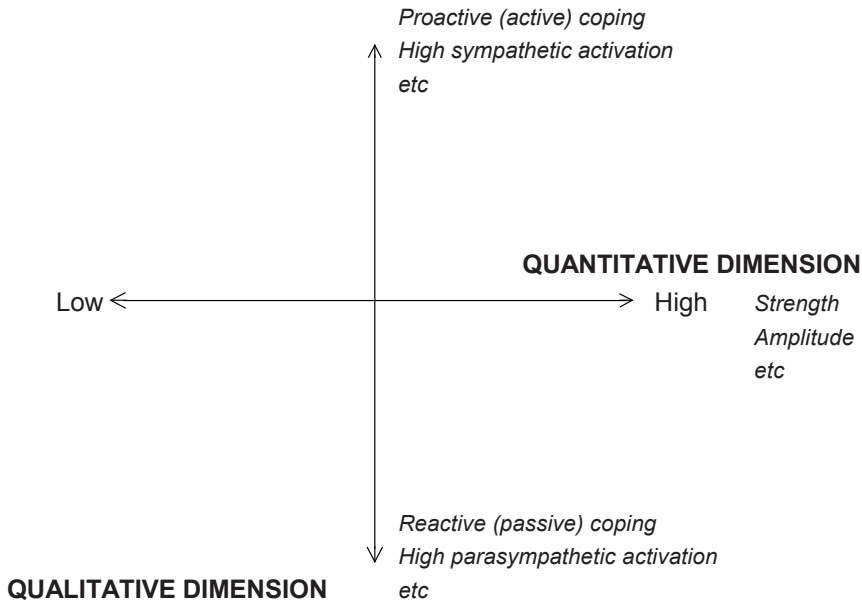 Proactive (active) coping
High sympathetic activation
etc
QUANTITATIVE DIMENSION
Low High Strength
Amplitude
etc
Reactive (passive) coping
High parasympathetic activation
QUALITATIVE DIMENSION etc